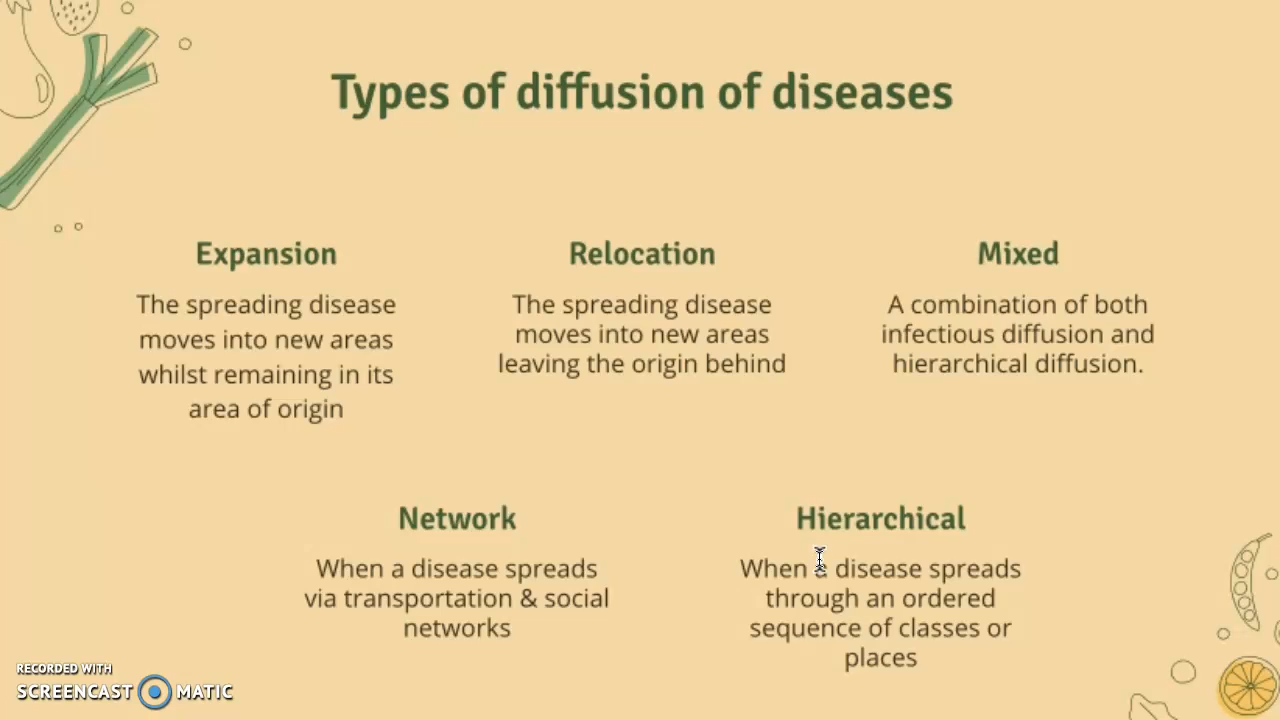 Types of diffusion of diseases
Expansion
The spreading disease
moves into new areas
whilst remaining in its
area of origin
Relocation
The spreading disease
moves into new areas
leaving the origin behind
Mixed
A combination of both
infectious diffusion and
hierarchical diffusion.
Network
When a disease spreads
via transportation & social
networks
Hierarchical
When a disease spreads
through an ordered
sequence of classes or
places
RECORDED WITH
SCREENCAST MATIC